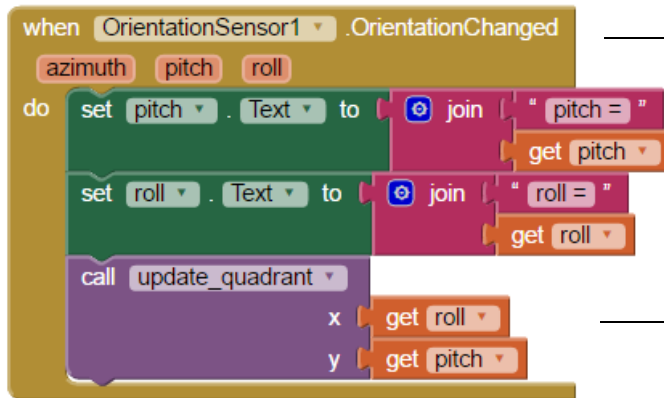 when OrientationSensor1 .OrientationChanged
azimuth pitch roll
do set pitch . Text to join " pitch = "
get pitch
set roll . Text to join " roll = "
get roll
call update_quadrant
x get roll
y get pitch